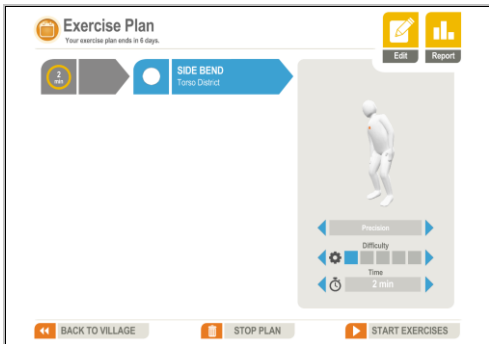 Exercise Plan
Your exercise plan ends in 6 days.
Edit
Report
2
min
SIDE BEND
Torso District
Precision
Difficulty
Time
2 min
BACK TO VILLAGE
STOP PLAN
START EXERCISES